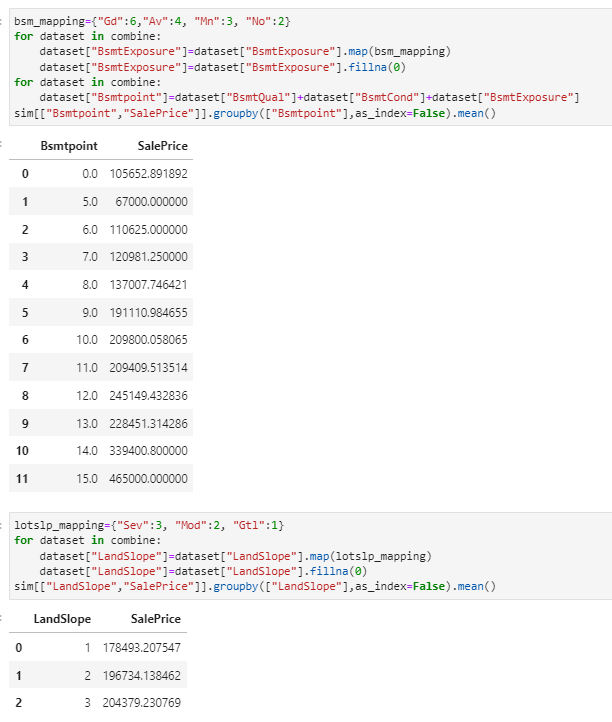 bsm_mapping={"Gd":6,"Av":4, "Mn":3, "No":2}
for dataset in combine:
    dataset["BsmtExposure"]=dataset["BsmtExposure"].map(bsm_mapping)
    dataset["BsmtExposure"]=dataset["BsmtExposure"].fillna(0)
for dataset in combine:
    dataset["Bsmtpoint"]=dataset["BsmtQual"]+dataset["BsmtCond"]+dataset["BsmtExposure"]
sim[["Bsmtpoint","SalePrice"]].groupby(["Bsmtpoint"],as_index=False).mean()
Bsmtpoint SalePrice
0 0.0 105652.891892
1 5.0 67000.000000
2 6.0 110625.000000
3 7.0 120981.250000
4 8.0 137007.746421
5 9.0 191110.984655
6 10.0 209800.058065
7 11.0 209409.513514
8 12.0 245149.432836
9 13.0 228451.314286
10 14.0 339400.800000
11 15.0 465000.000000
lotslp_mapping={"Sev":3, "Mod":2, "Gtl":1}
for dataset in combine:
    dataset["LandSlope"]=dataset["LandSlope"].map(lotslp_mapping)
    dataset["LandSlope"]=dataset["LandSlope"].fillna(0)
sim[["LandSlope","SalePrice"]].groupby(["LandSlope"],as_index=False).mean()
LandSlope SalePrice
0 1 178493.207547
1 2 196734.138462
2 3 204379.230769